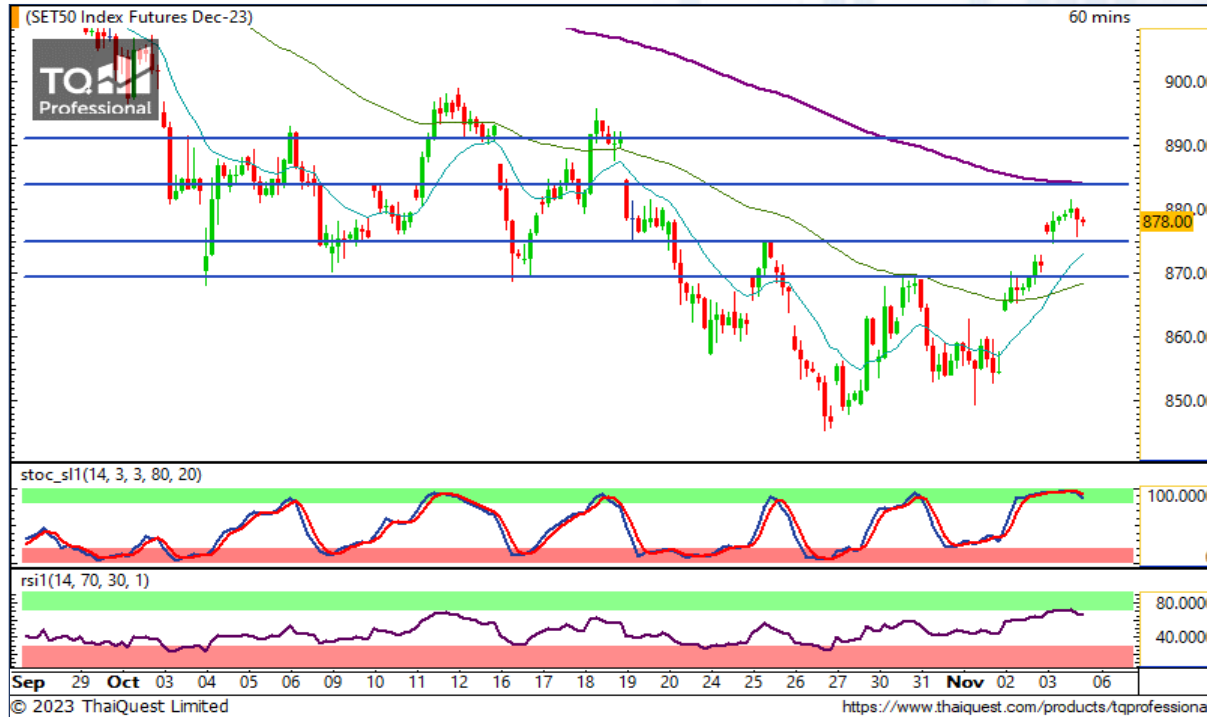 (SET50 Index Futures Dec-23) 60 mins
TQ
Professional
900.0
890.0
880.0
878.00
870.00
860.00
850.00
stoc_sl1(14, 3, 3, 80, 20)
100.0000
rsi1(14, 70, 30, 1)
80.0000
40.0000
Sep 29 Oct 03 04 05 06 09 10 11 12 16 17 18 19 20 24 25 26 27 30 31 Nov 02 03 06
© 2023 ThaiQuest Limited https://www.thaiquest.com/products/tqprofessiona